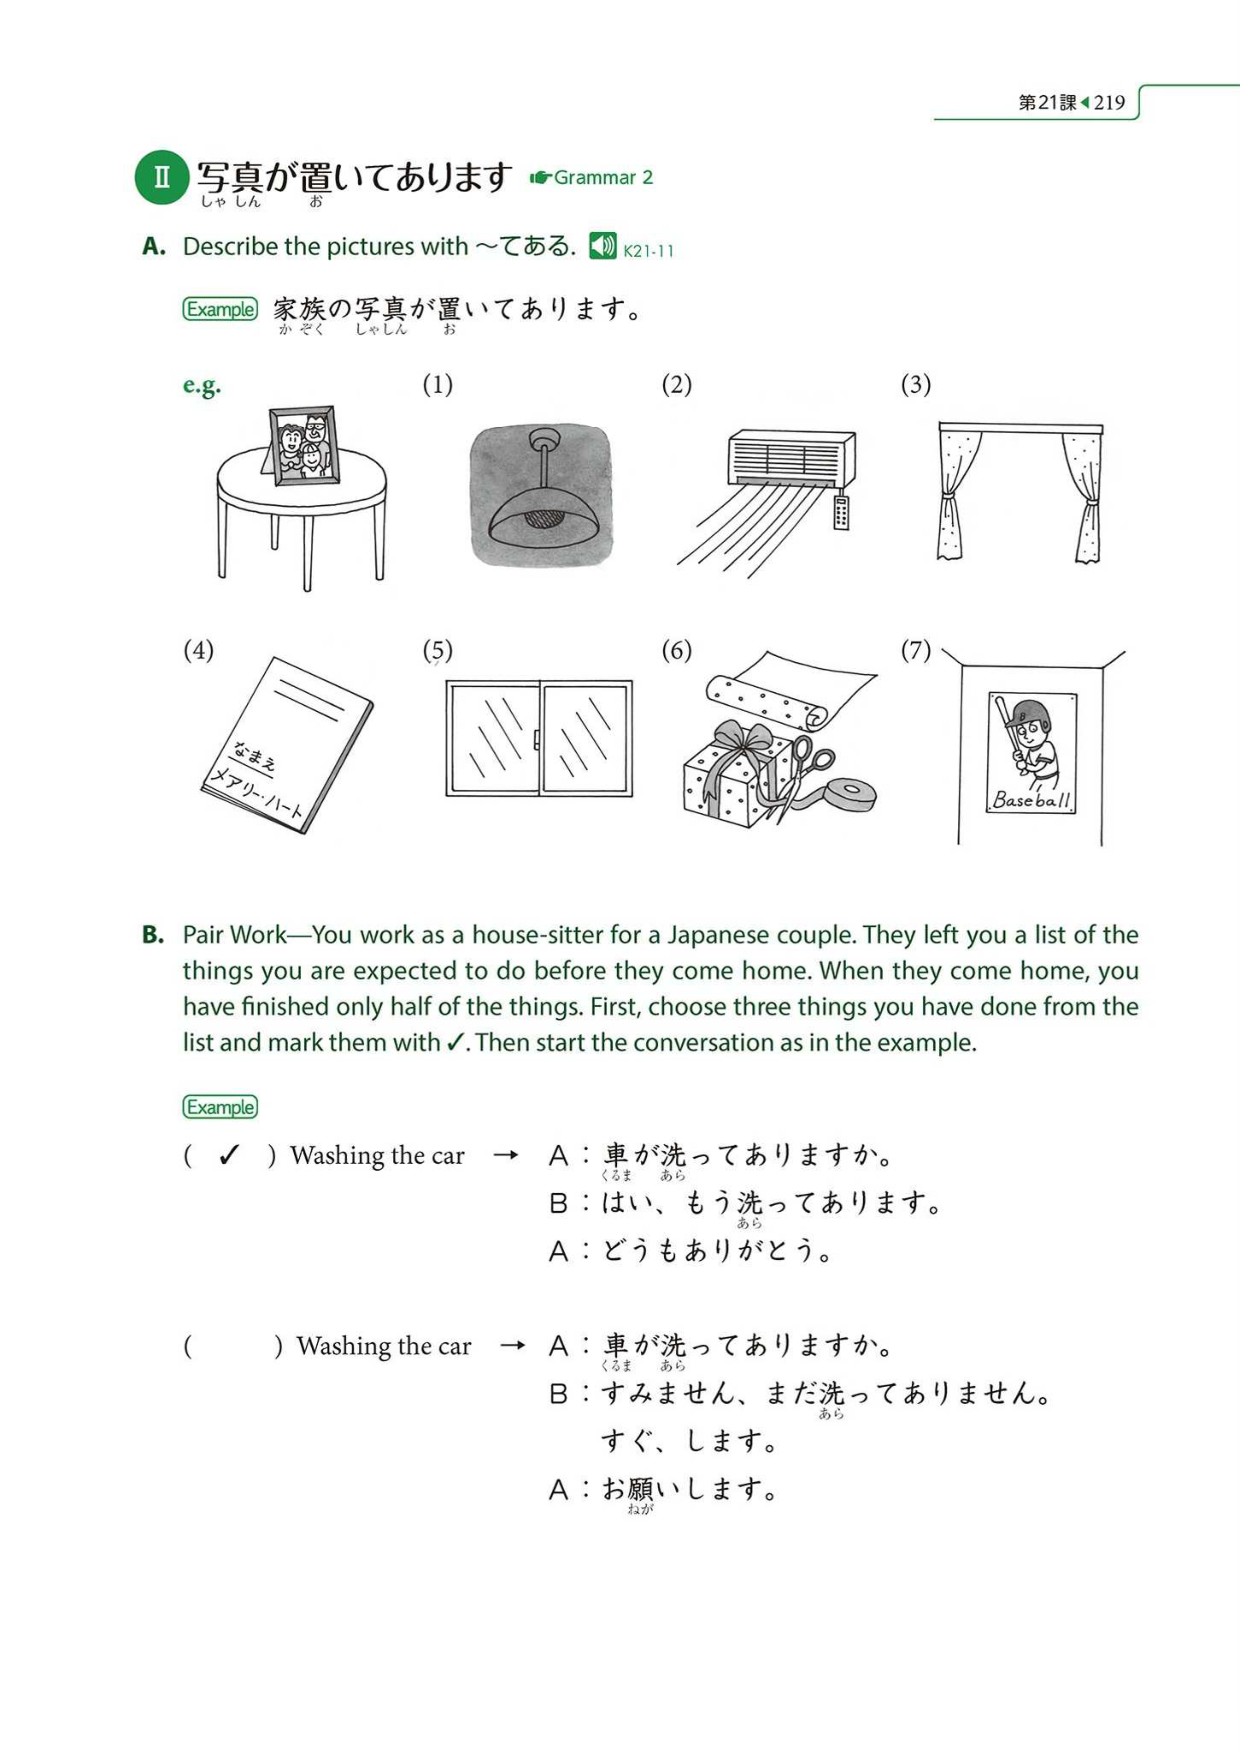 第21課 219
Ⅱ 写真が置いてあります Grammar 2
しゃ しん お
A. Describe the pictures with ～てある. K21-11
Example 家族の写真が置いてあります。
か ぞく しゃしん お
e.g. (1) (2) (3)
(4) (5) (6) (7)
なまえ
メアリー・ハート
B
Baseball
B. Pair Work—You work as a house-sitter for a Japanese couple. They left you a list of the
things you are expected to do before they come home. When they come home, you
have finished only half of the things. First, choose three things you have done from the
list and mark them with ✓. Then start the conversation as in the example.
Example
( ✓ ) Washing the car → A：車が洗ってありますか。
くるま あら
B：はい、もう洗ってあります。
あら
A：どうもありがとう。
( ) Washing the car → A：車が洗ってありますか。
くるま あら
B：すみません、まだ洗ってありません。
あら
すぐ、します。
A：お願いします。
ねが